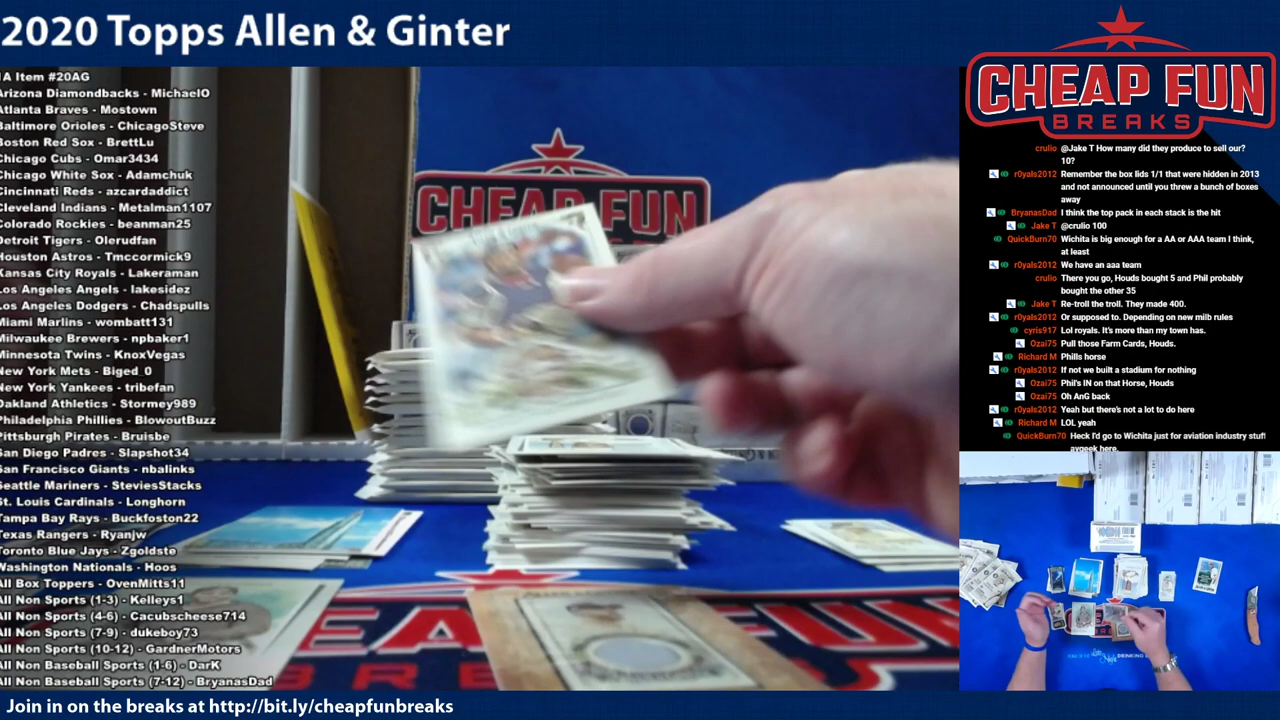 2020 Topps Allen & Ginter
1A Item #20AG
Arizona Diamondbacks - MichaelO
Atlanta Braves - Mostown
Baltimore Orioles - ChicagoSteve
Boston Red Sox - BrettLu
Chicago Cubs - Omar3434
Chicago White Sox - Adamchuk
Cincinnati Reds - azcardaddict
Cleveland Indians - Metalman1107
Colorado Rockies - beanman25
Detroit Tigers - Olerudfan
Houston Astros - Tmccormick9
Kansas City Royals - Lakeraman
Los Angeles Angels - lakesidez
Los Angeles Dodgers - Chadspulls
Miami Marlins - wombatt131
Milwaukee Brewers - npbaker1
Minnesota Twins - KnoxVegas
New York Mets - Biged_0
New York Yankees - tribefan
Oakland Athletics - Stormey989
Philadelphia Phillies - BlowoutBuzz
Pittsburgh Pirates - Bruisbe
San Diego Padres - Slapshot34
San Francisco Giants - nbalinks
Seattle Mariners - SteviesStacks
St. Louis Cardinals - Longhorn
Tampa Bay Rays - Buckfoston22
Texas Rangers - Ryanjw
Toronto Blue Jays - Zgoldste
Washington Nationals - Hoos
All Box Toppers - OvenMitts11
All Non Sports (1-3) - Kelleys1
All Non Sports (4-6) - Cacubscheese714
All Non Sports (7-9) - dukeboy73
All Non Sports (10-12) - GardnerMotors
All Non Baseball Sports (1-6) - DarK
All Non Baseball Sports (7-12) - BryanasDad
CHEAP FUN
CHEAP FUN
BREAKS
crulio @Jake T How many did they produce to sell our?
10?
r0yals2012 Remember the box lids 1/1 that were hidden in 2013
and not announced until you threw a bunch of boxes
away
BryanasDad I think the top pack in each stack is the hit
Jake T @crulio 100
QuickBurn70 Wichita is big enough for a AA or AAA team I think,
at least
r0yals2012 We have an aaa team
crulio There you go, Houds bought 5 and Phil probably
bought the other 35
Jake T Re-troll the troll. They made 400.
r0yals2012 Or supposed to. Depending on new milb rules
cyris917 Lol royals. It's more than my town has.
Ozai75 Pull those Farm Cards, Houds.
Richard M Phills horse
r0yals2012 If not we built a stadium for nothing
Ozai75 Phil's IN on that Horse, Houds
Ozai75 Oh AnG back
r0yals2012 Yeah but there's not a lot to do here
Richard M LOL yeah
QuickBurn70 Heck I'd go to Wichita just for aviation industry stuff
avgeek here.
Join in on the breaks at http://bit.ly/cheapfunbreaks